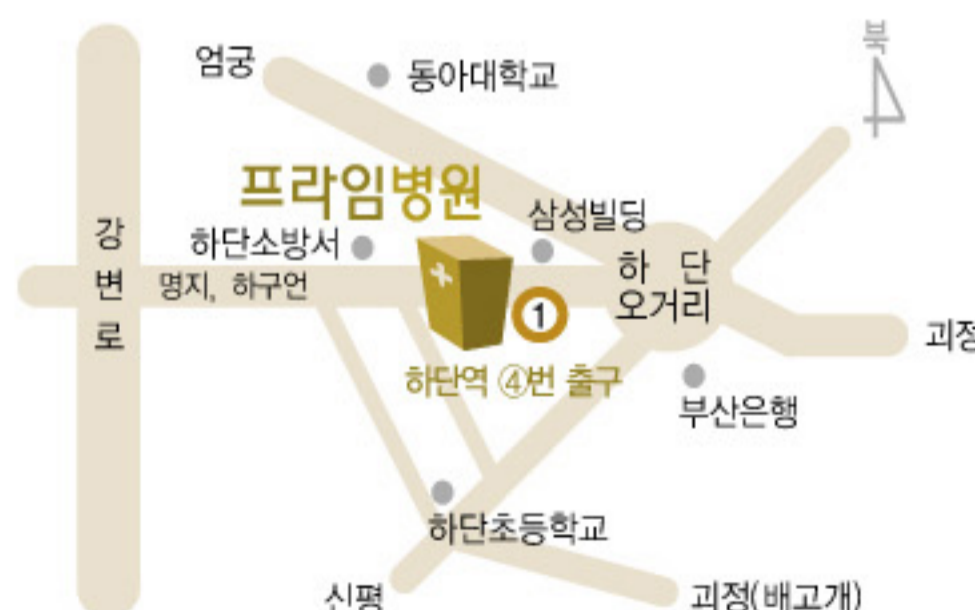 북
엄궁
동아대학교
프라임병원
삼성빌딩
하단소방서
강변로
명지, 하구언
하 단
오거리
1
괴정
하단역 ④번 출구
부산은행
하단초등학교
신평
괴정(배고개)